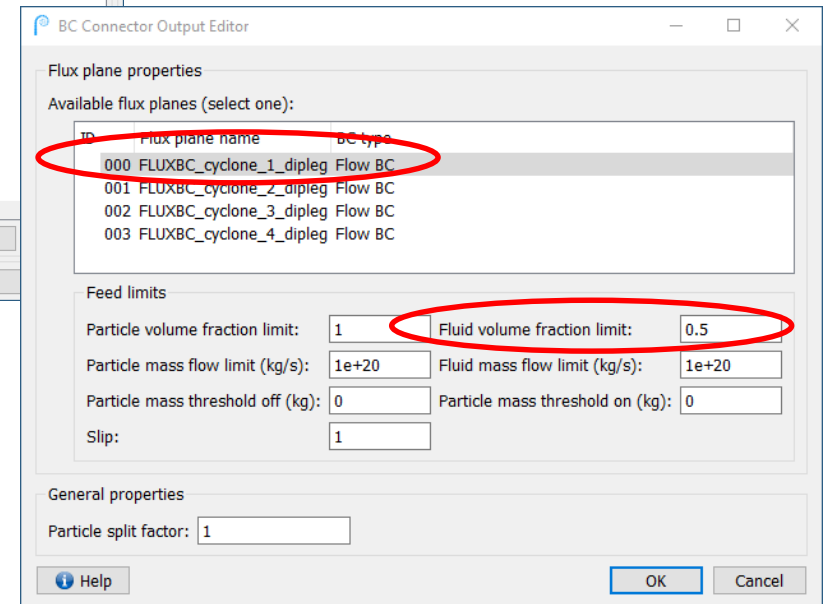 BC Connector Output Editor
Flux plane properties
Available flux planes (select one):
ID Flux plane name BC type
000 FLUXBC_cyclone_1_dipleg Flow BC
001 FLUXBC_cyclone_2_dipleg Flow BC
002 FLUXBC_cyclone_3_dipleg Flow BC
003 FLUXBC_cyclone_4_dipleg Flow BC
Feed limits
Particle volume fraction limit: 1 Fluid volume fraction limit: 0.5
Particle mass flow limit (kg/s): 1e+20 Fluid mass flow limit (kg/s): 1e+20
Particle mass threshold off (kg): 0 Particle mass threshold on (kg): 0
Slip: 1
General properties
Particle split factor: 1
Help OK Cancel